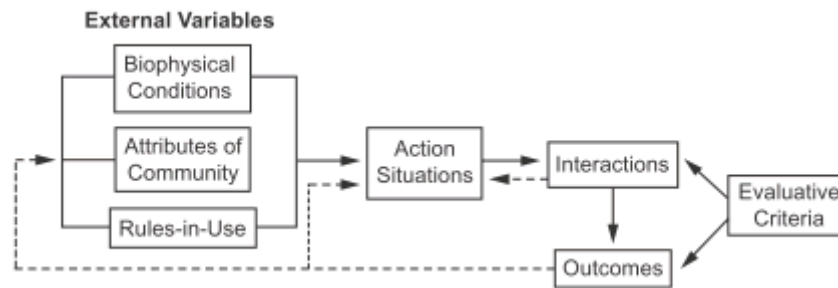 External Variables
Biophysical
Conditions
Attributes of
Community
Rules-in-Use
Action
Situations
Interactions
Outcomes
Evaluative
Criteria